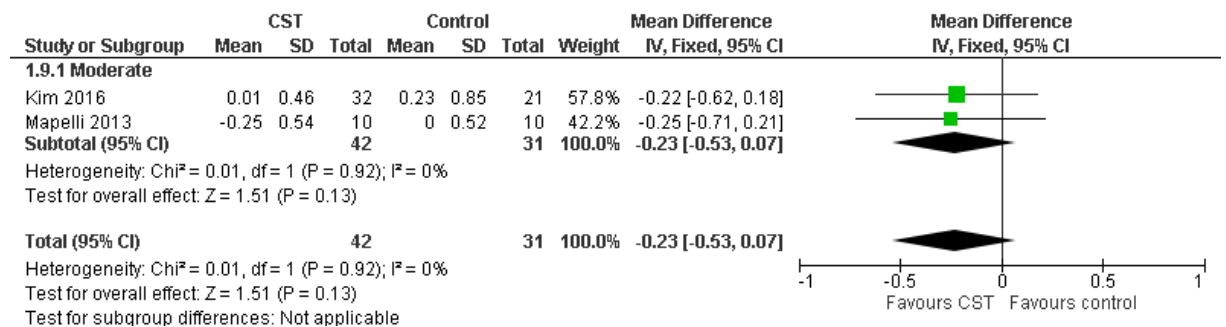 CST Control Mean Difference Mean Difference
Study or Subgroup Mean SD Total Mean SD Total Weight IV, Fixed, 95% CI IV, Fixed, 95% CI
1.9.1 Moderate
Kim 2016 0.01 0.46 32 0.23 0.85 21 57.8% -0.22 [-0.62, 0.18]
Mapelli 2013 -0.25 0.54 10 0 0.52 10 42.2% -0.25 [-0.71, 0.21]
Subtotal (95% CI) 42 31 100.0% -0.23 [-0.53, 0.07]
Heterogeneity: Chi² = 0.01, df = 1 (P = 0.92); I² = 0%
Test for overall effect: Z = 1.51 (P = 0.13)
Total (95% CI) 42 31 100.0% -0.23 [-0.53, 0.07]
Heterogeneity: Chi² = 0.01, df = 1 (P = 0.92); I² = 0%
Test for overall effect: Z = 1.51 (P = 0.13)
Test for subgroup differences: Not applicable
-1 -0.5 0 0.5 1
Favours CST Favours control